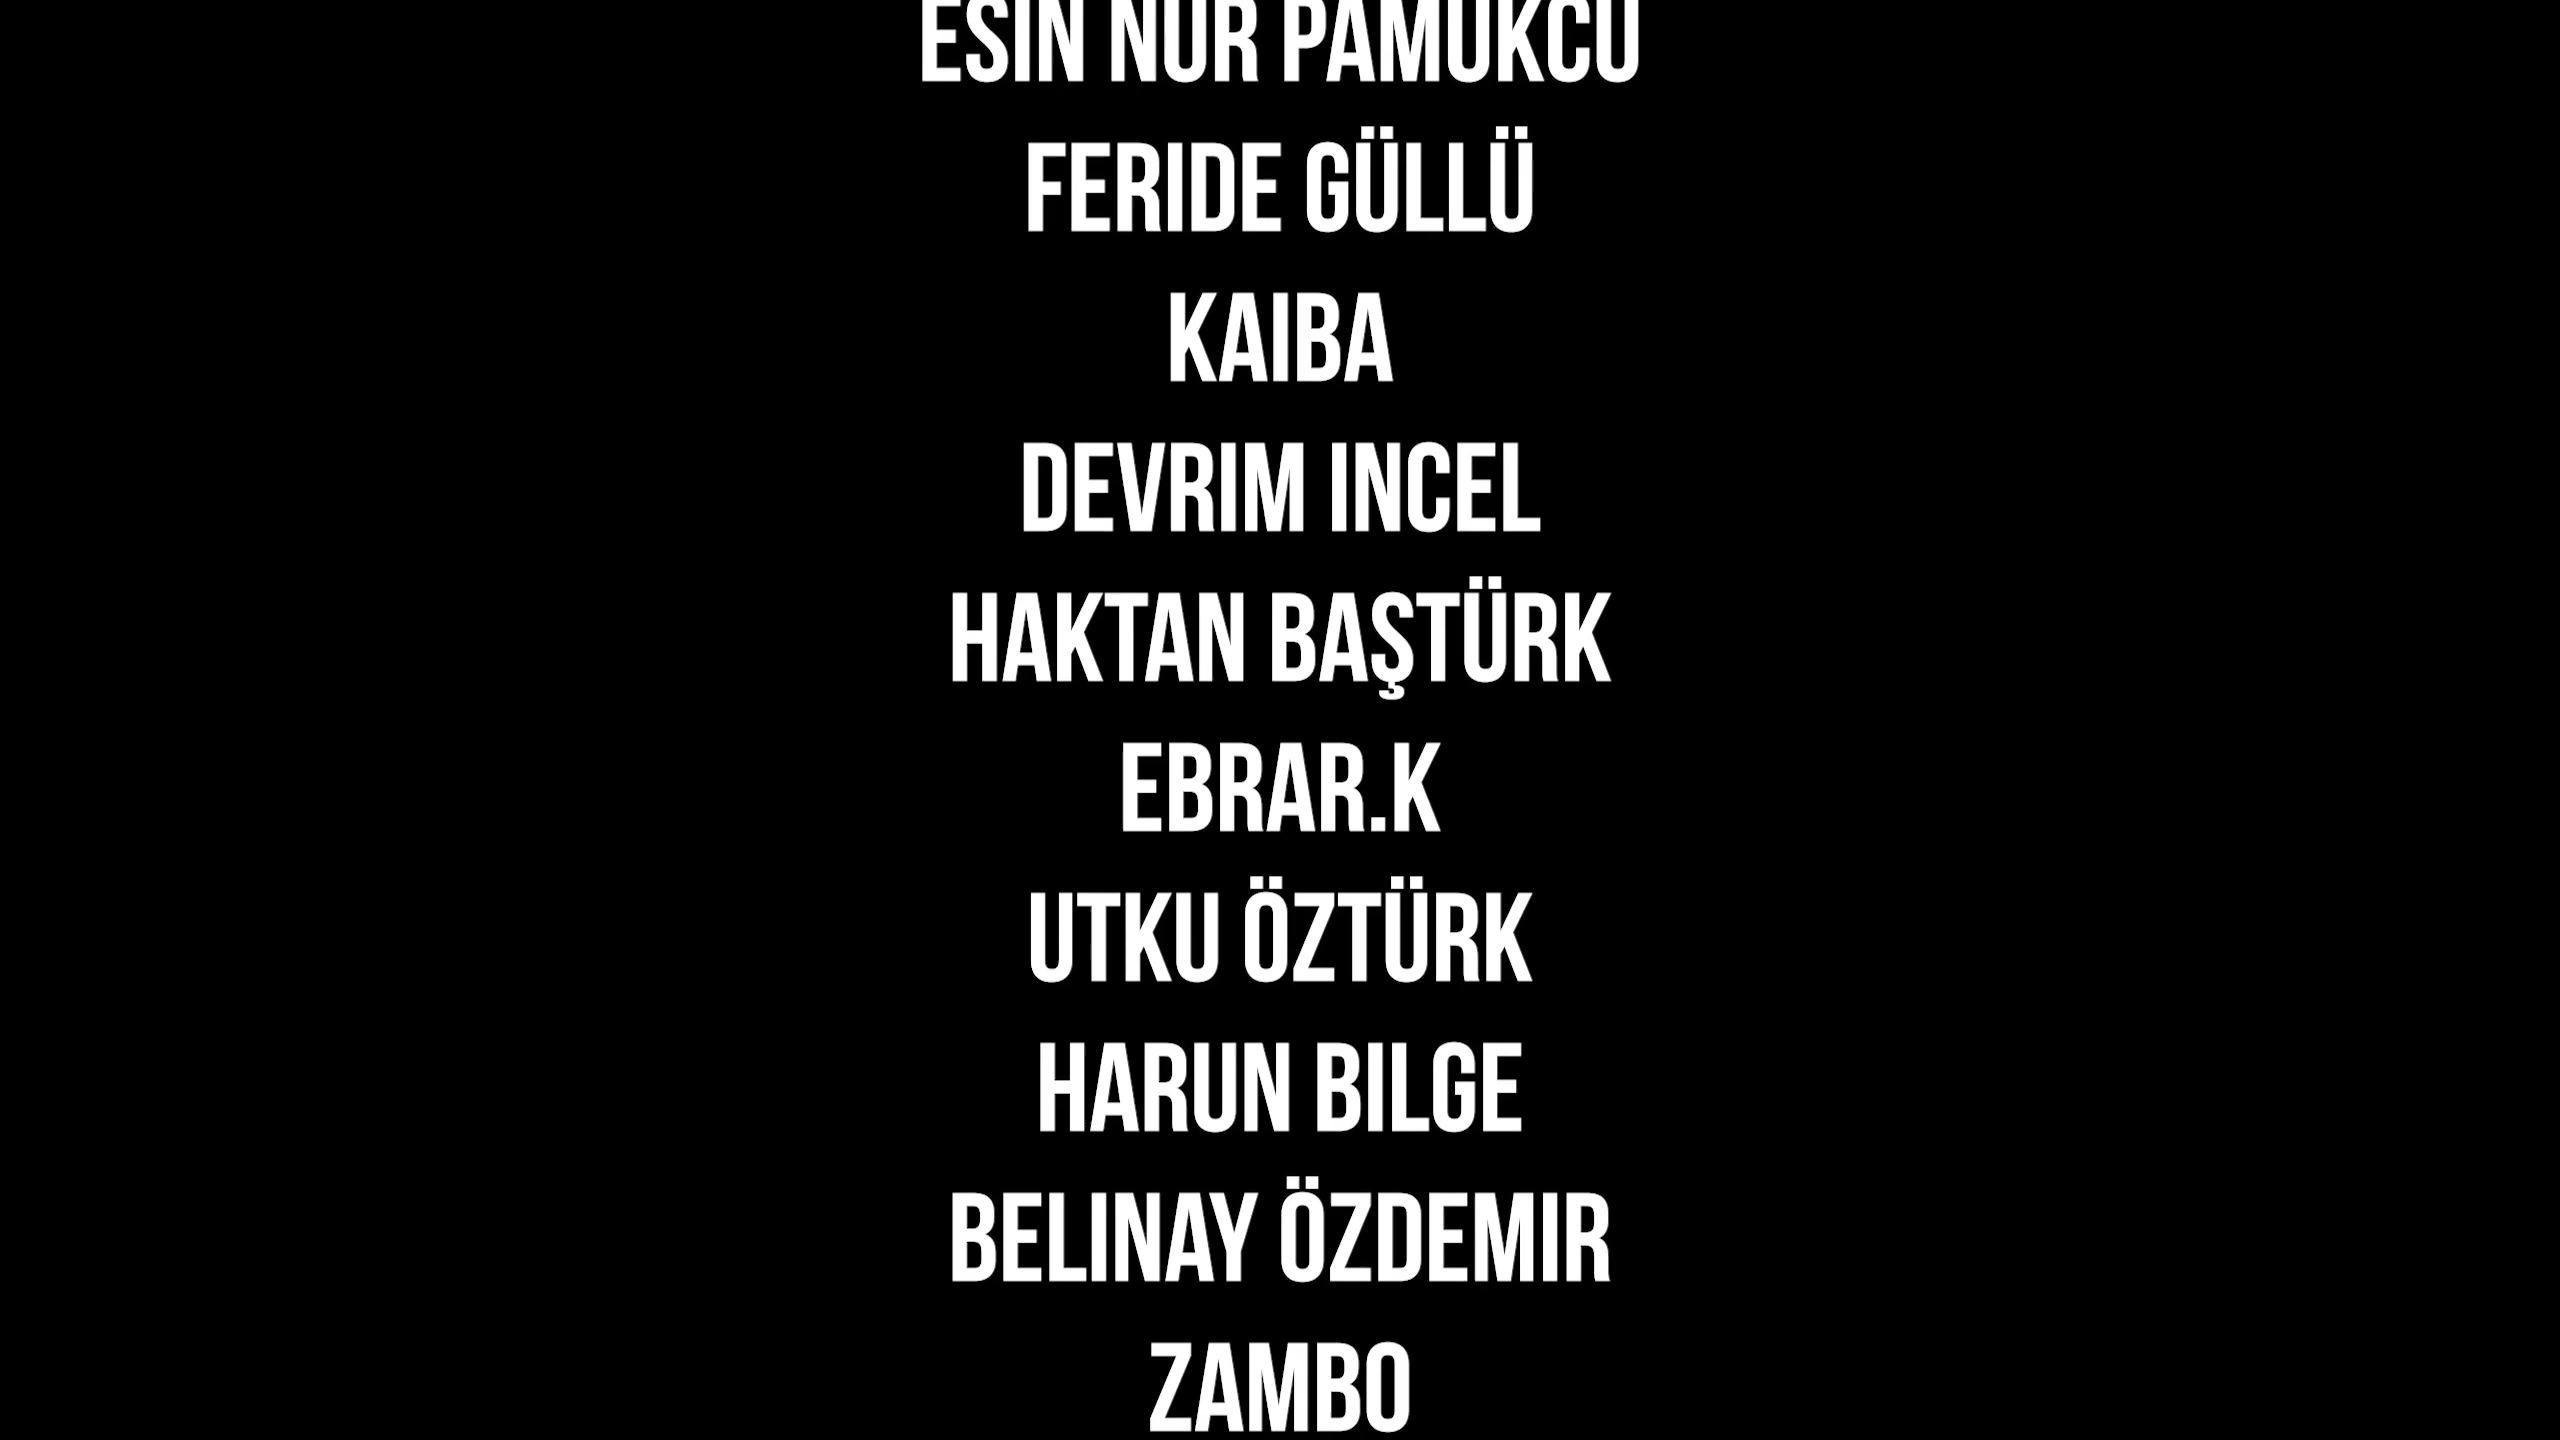 ESIN NUR PAMUKCU
FERIDE GÜLLÜ
KAIBA
DEVRIM INCEL
HAKTAN BAŞTÜRK
EBRAR.K
UTKU ÖZTÜRK
HARUN BILGE
BELINAY ÖZDEMIR
ZAMBO